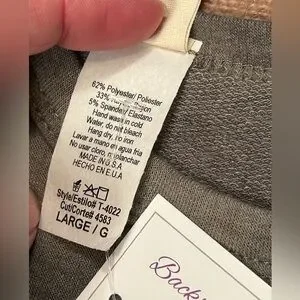 62% Polyester/ Poliester
33%
5% Spandex/ Elastano
Hand wash in cold
Water, do not bleach
Hang dry, no iron
Lavar a mano en agua fria
No usar cloro, ni planchar
MADE IN U.S.A
HECHO EN E.U.A
Style/Estilo# T-4022
Cut/Corte# 4583
LARGE / G
Back